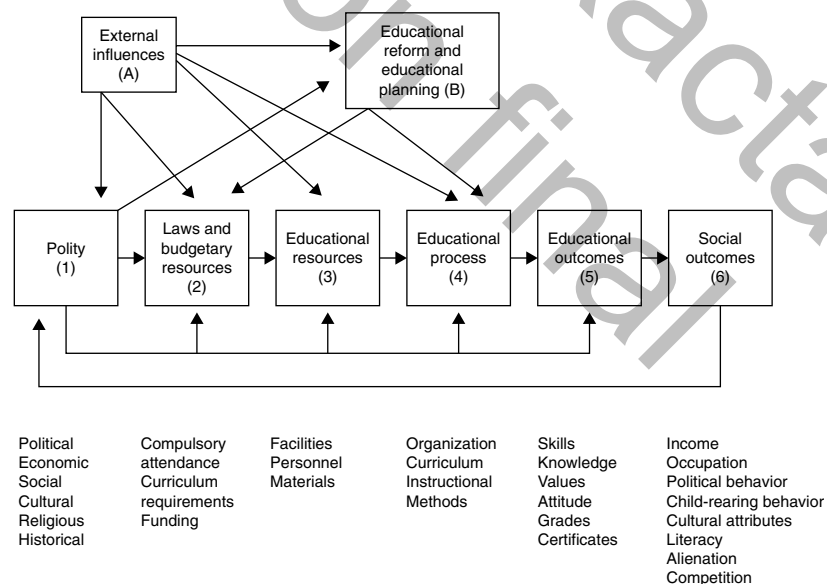 External
influences
(A)
Educational
reform and
educational
planning (B)
Polity
(1)
Laws and
budgetary
resources
(2)
Educational
resources
(3)
Educational
process
(4)
Educational
outcomes
(5)
Social
outcomes
(6)
Political
Economic
Social
Cultural
Religious
Historical
Compulsory
attendance
Curriculum
requirements
Funding
Facilities
Personnel
Materials
Organization
Curriculum
Instructional
Methods
Skills
Knowledge
Values
Attitude
Grades
Certificates
Income
Occupation
Political behavior
Child-rearing behavior
Cultural attributes
Literacy
Alienation
Competition
final